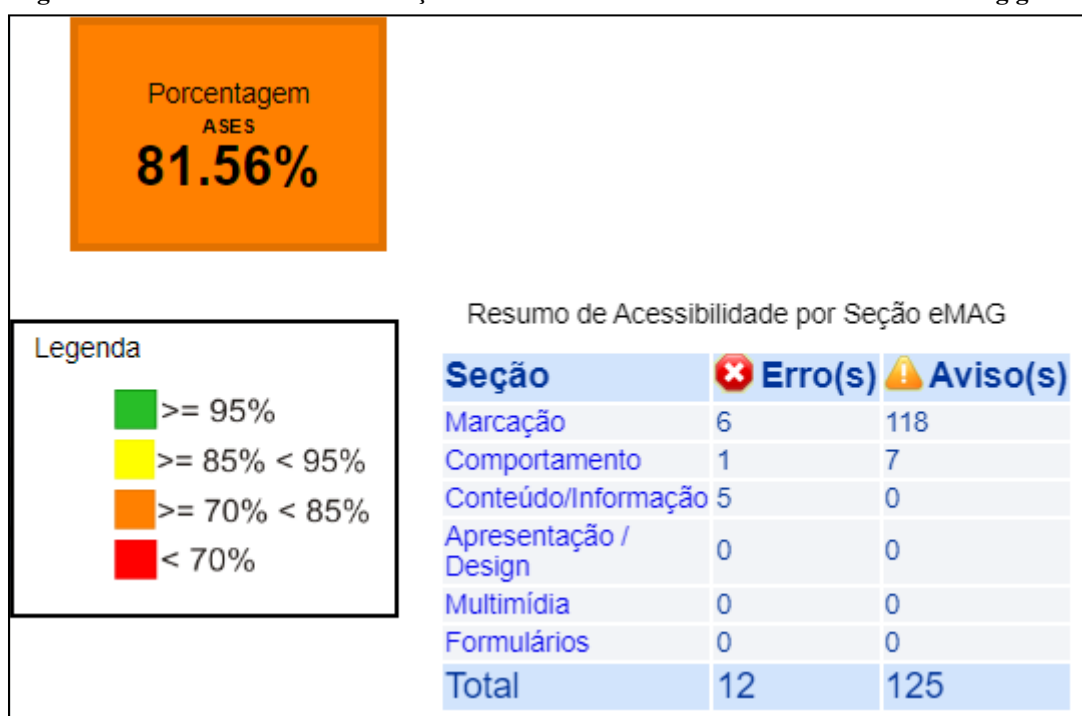 Porcentagem
ASES
81.56%
Resumo de Acessibilidade por Seção eMAG
Legenda
>= 95%
>= 85% < 95%
>= 70% < 85%
< 70%
Seção Erro(s) Aviso(s)
Marcação 6 118
Comportamento 1 7
Conteúdo/Informação 5 0
Apresentação /
Design 0 0
Multimídia 0 0
Formulários 0 0
Total 12 125